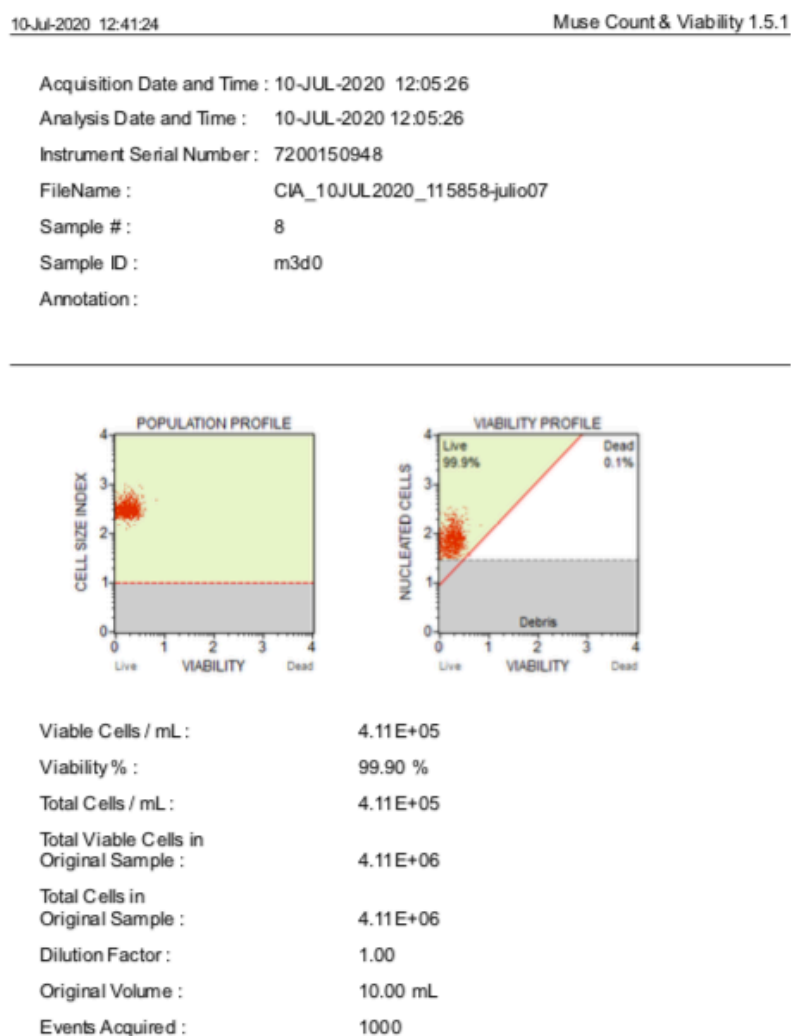 10-Jul-2020 12:41:24 Muse Count & Viability 1.5.1
Acquisition Date and Time : 10-JUL-2020 12:05:26
Analysis Date and Time : 10-JUL-2020 12:05:26
Instrument Serial Number : 7200150948
FileName : CIA_10JUL2020_115858-julio07
Sample # : 8
Sample ID : m3d0
Annotation :
POPULATION PROFILE
4
3
2
1
0
CELL SIZE INDEX
0 1 2 3 4
Live VIABILITY Dead
VIABILITY PROFILE
Live Dead
99.9% 0.1%
4
3
2
1
0
NUCLEATED CELLS
Debris
0 1 2 3 4
Live VIABILITY Dead
Viable Cells / mL : 4.11E+05
Viability % : 99.90 %
Total Cells / mL : 4.11E+05
Total Viable Cells in
Original Sample : 4.11E+06
Total Cells in
Original Sample : 4.11E+06
Dilution Factor : 1.00
Original Volume : 10.00 mL
Events Acquired : 1000